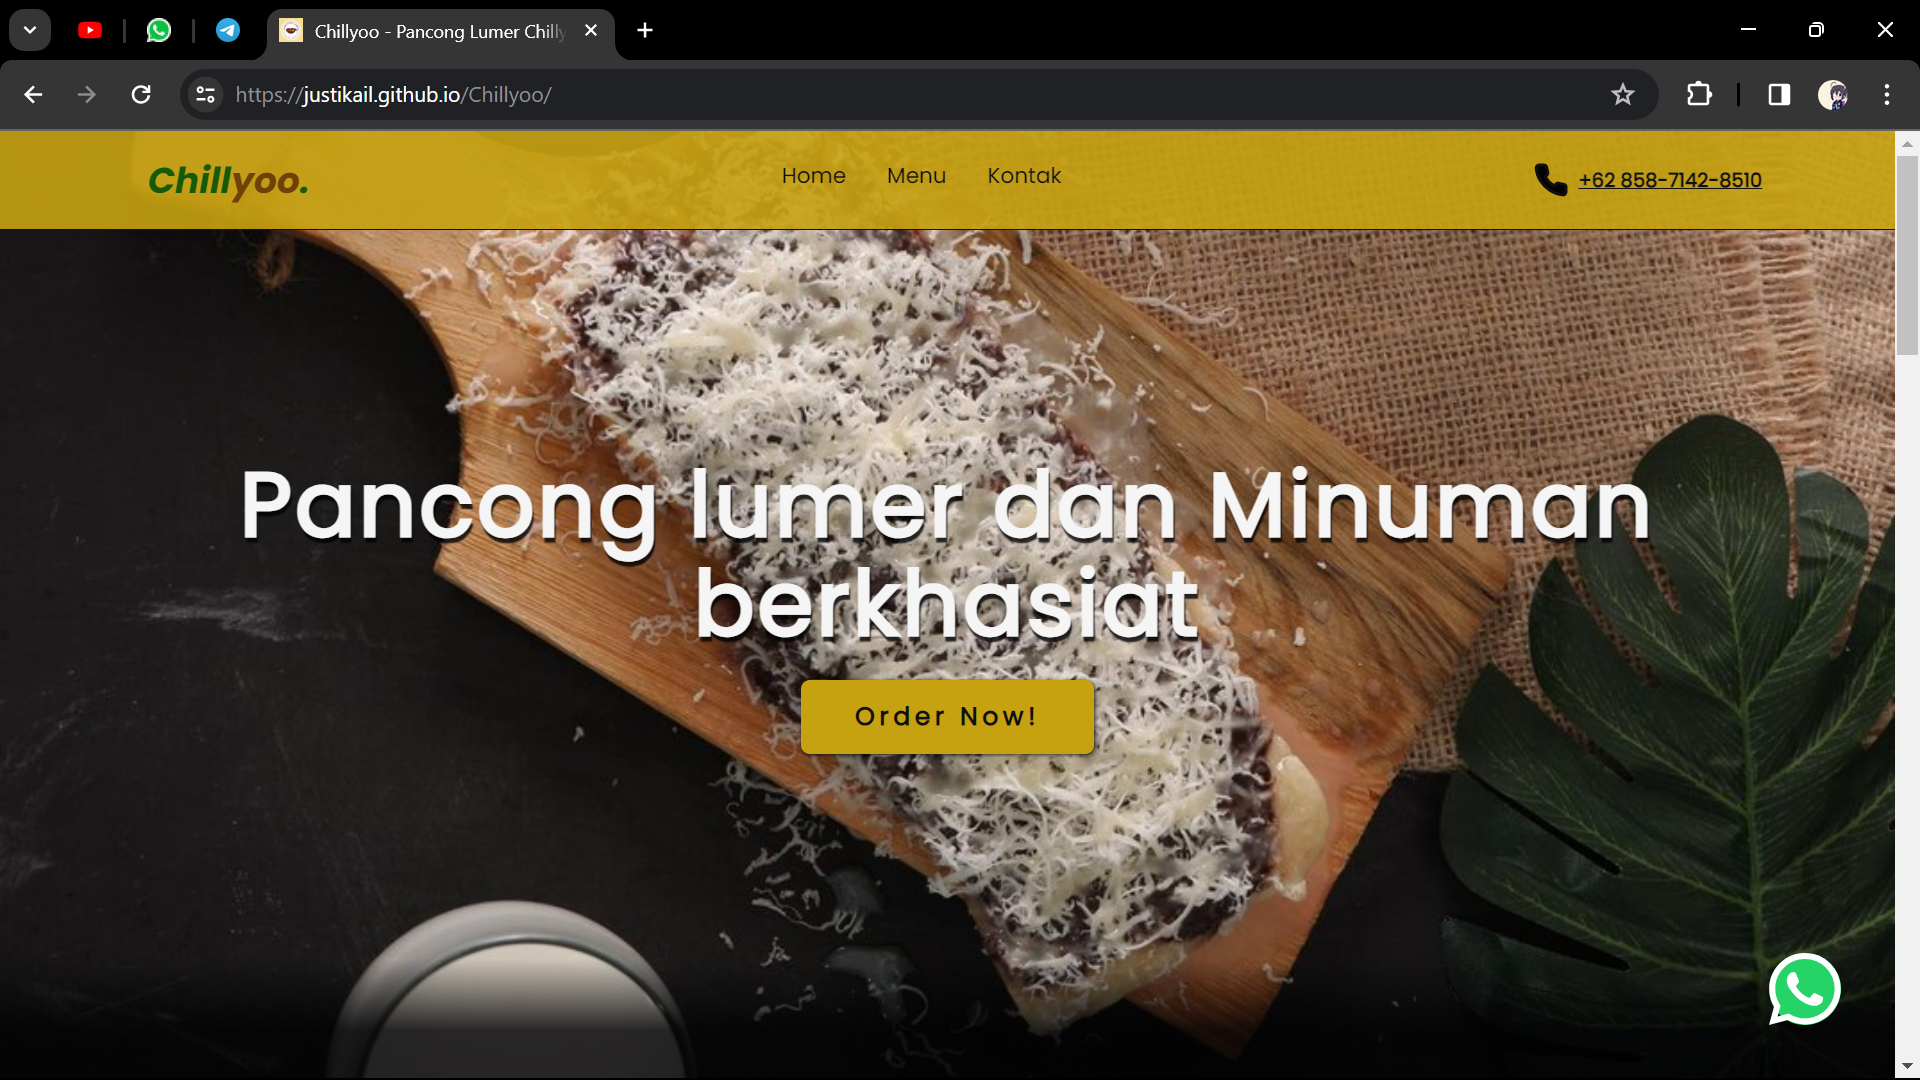 Chillyoo - Pancong Lumer Chilly
https://justikail.github.io/Chillyoo/
Chillyoo.
Home
Menu
Kontak
+62 858-7142-8510
Pancong lumer dan Minuman
berkhasiat
Order Now!